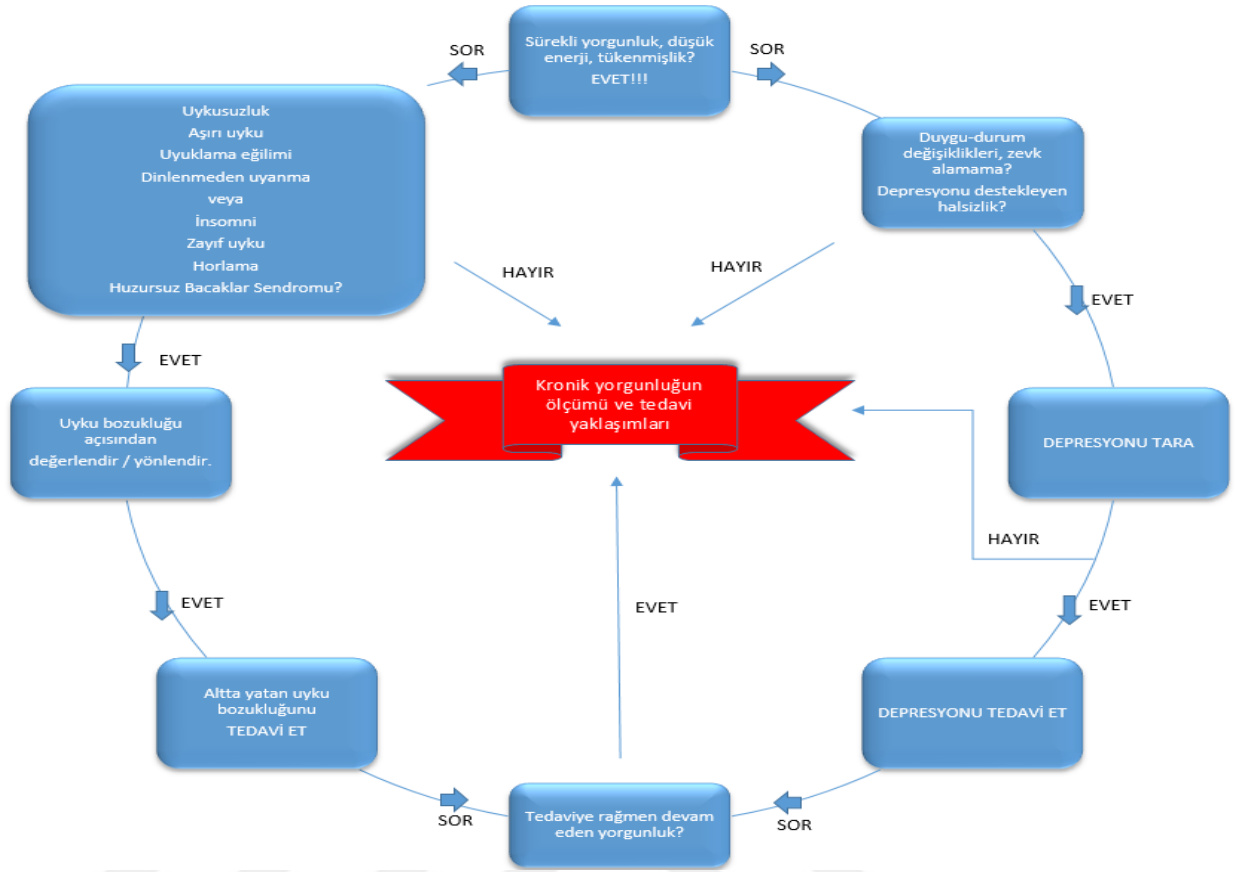 Sürekli yorgunluk, düşük
enerji, tükenmişlik?
EVET!!!
SOR
SOR
Uykusuzluk
Aşırı uyku
Uyuklama eğilimi
Dinlenmeden uyanma
veya
İnsomni
Zayıf uyku
Horlama
Huzursuz Bacaklar Sendromu?
Duygu-durum
değişiklikleri, zevk
alamama?
Depresyonu destekleyen
halsizlik?
HAYIR
HAYIR
EVET
EVET
Kronik yorgunluğun
ölçümü ve tedavi
yaklaşımları
Uyku bozukluğu
açısından
değerlendir / yönlendir.
DEPRESYONU TARA
HAYIR
EVET
EVET
EVET
Altta yatan uyku
bozukluğunu
TEDAVİ ET
DEPRESYONU TEDAVİ ET
SOR
SOR
Tedaviye rağmen devam
eden yorgunluk?